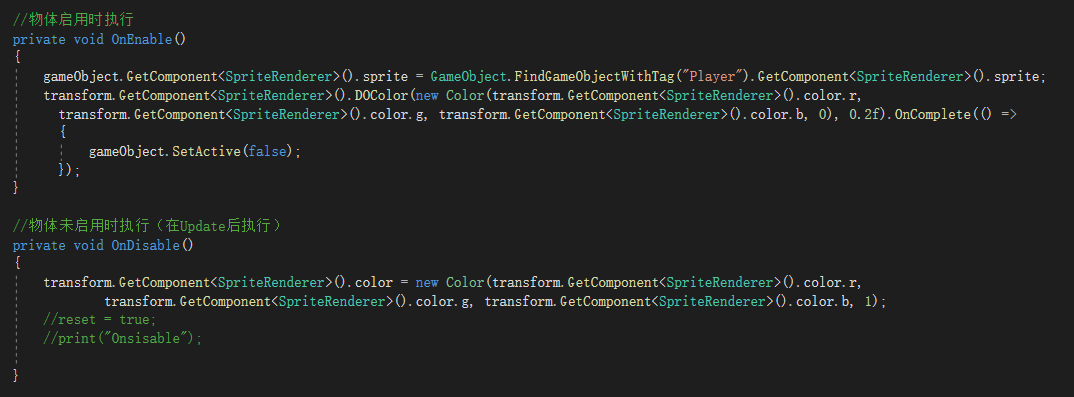 //物体启用时执行
private void OnEnable()
{
gameObject.GetComponent<SpriteRenderer>().sprite = GameObject.FindGameObjectWithTag("Player").GetComponent<SpriteRenderer>().sprite;
transform.GetComponent<SpriteRenderer>().DOColor(new Color(transform.GetComponent<SpriteRenderer>().color.r,
transform.GetComponent<SpriteRenderer>().color.g, transform.GetComponent<SpriteRenderer>().color.b, 0), 0.2f).OnComplete(() =>
{
gameObject.SetActive(false);
});
}
//物体未启用时执行（在Update后执行）
private void OnDisable()
{
transform.GetComponent<SpriteRenderer>().color = new Color(transform.GetComponent<SpriteRenderer>().color.r,
transform.GetComponent<SpriteRenderer>().color.g, transform.GetComponent<SpriteRenderer>().color.b, 1);
//reset = true;
//print("Onsisable");
}